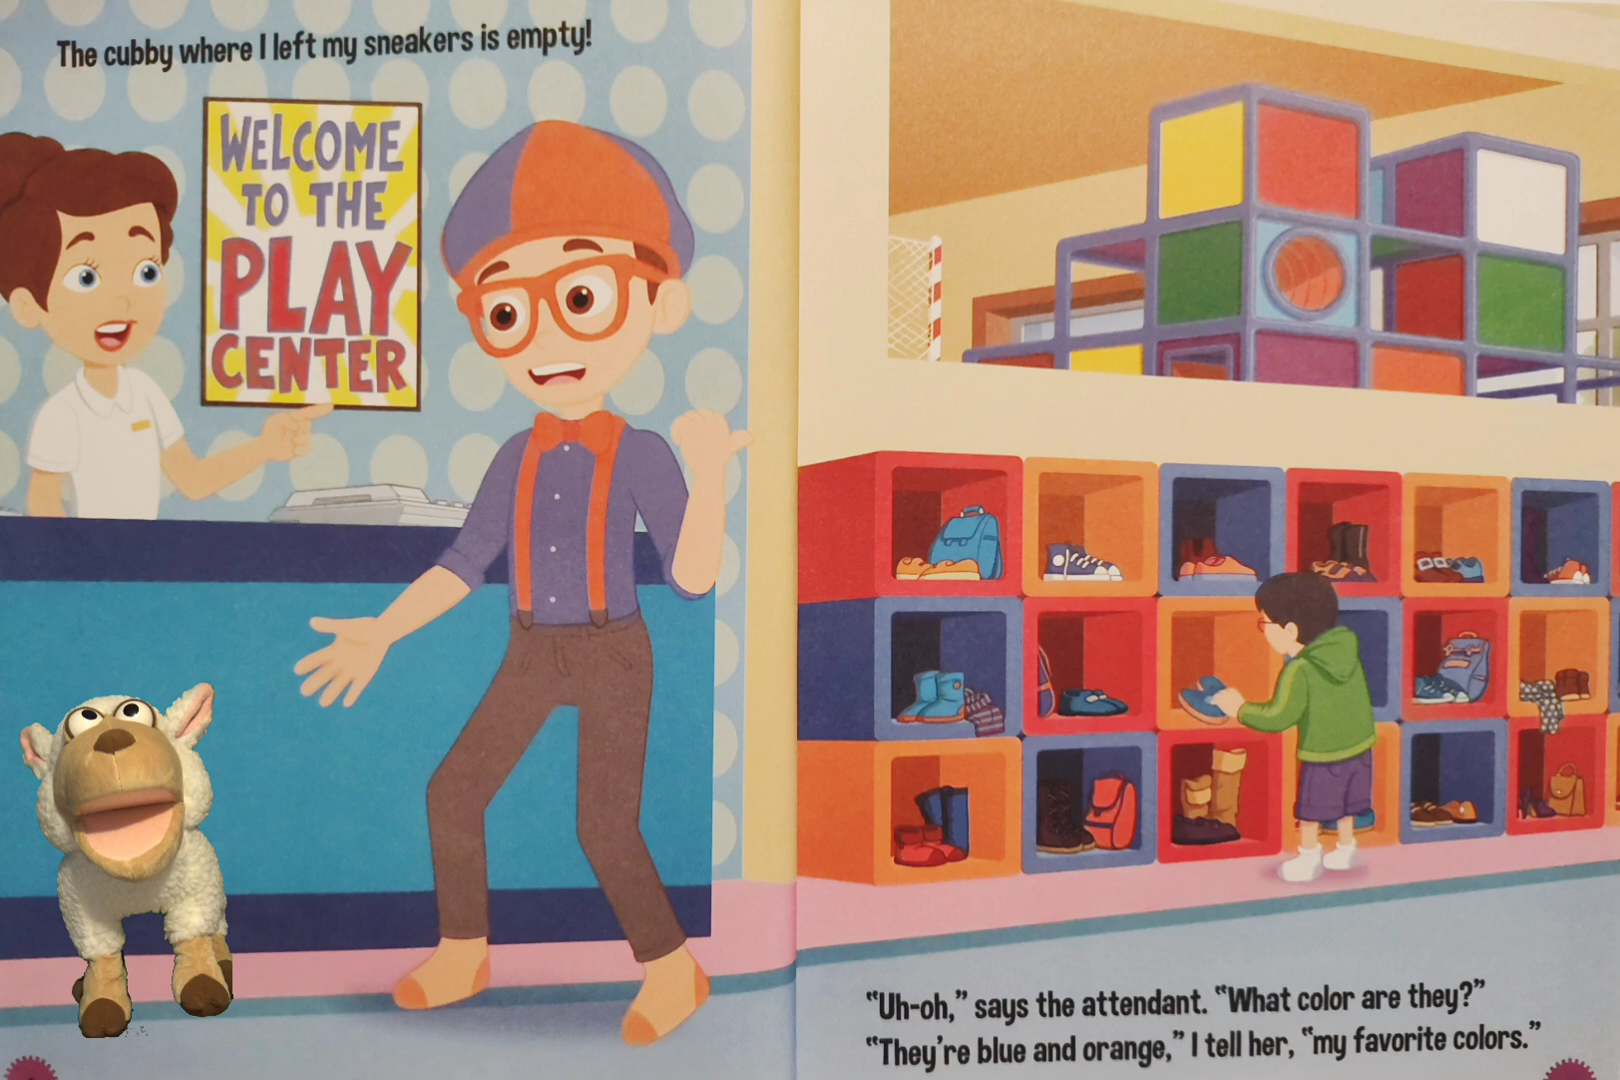 The cubby where I left my sneakers is empty!
WELCOME
TO THE
PLAY
CENTER
“Uh-oh,” says the attendant. “What color are they?”
“They’re blue and orange,” I tell her, “my favorite colors.”